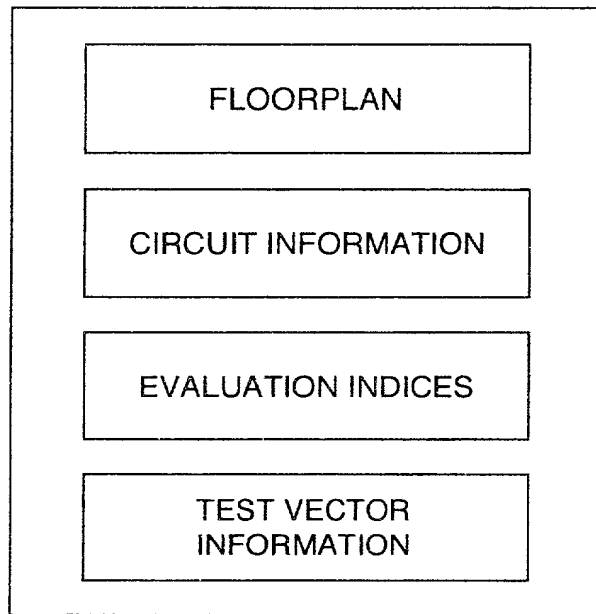 FLOORPLAN
CIRCUIT INFORMATION
EVALUATION INDICES
TEST VECTOR
INFORMATION